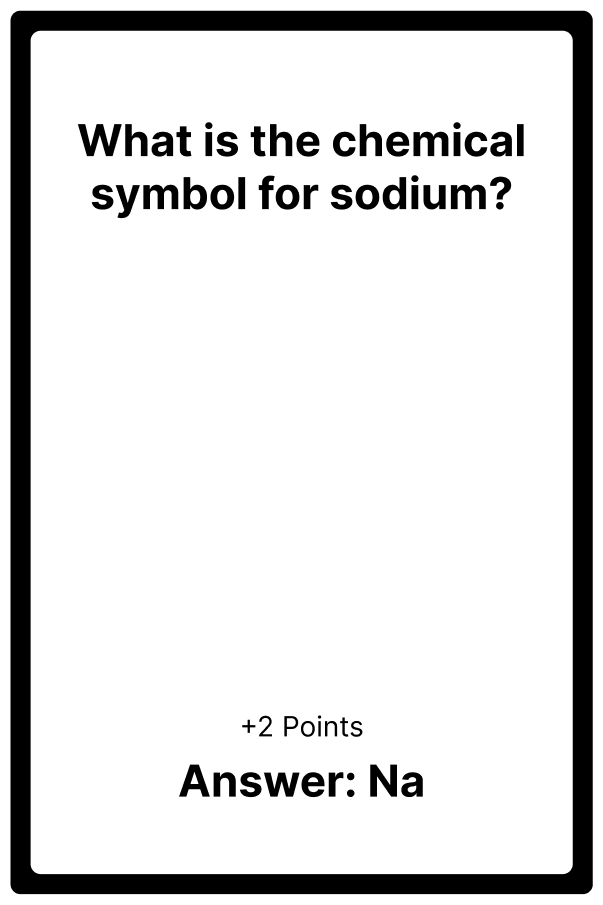 What is the chemical
symbol for sodium?
+2 Points
Answer: Na